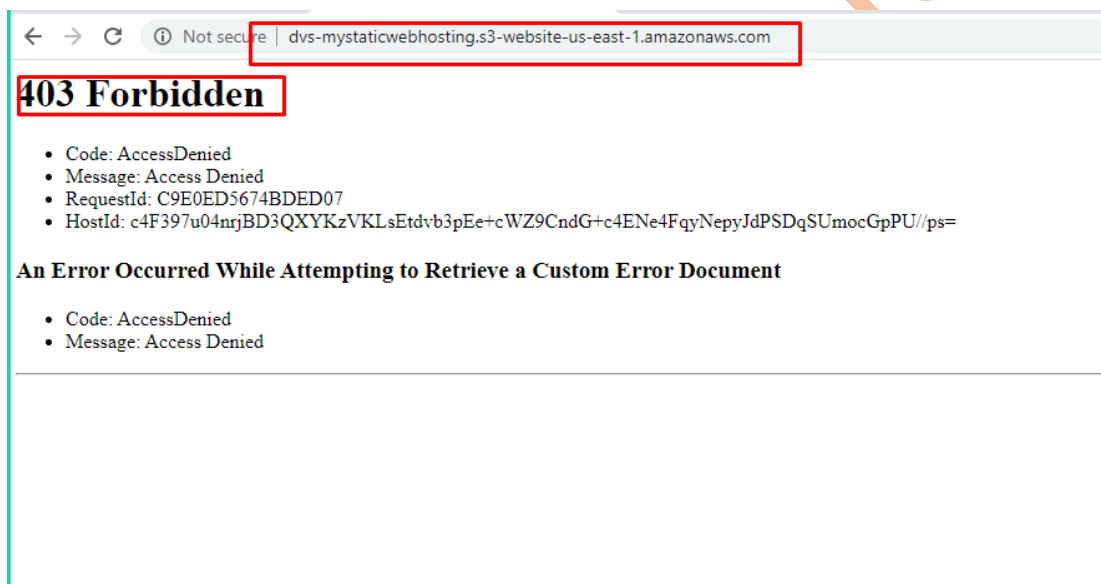 Not secure | dvs-mystaticwebhosting.s3-website-us-east-1.amazonaws.com
403 Forbidden
• Code: AccessDenied
• Message: Access Denied
• RequestId: C9E0ED5674BDED07
• HostId: c4F397u04nrjBD3QXYKzVKLsEtdvb3pEe+cWZ9CndG+c4ENe4FqyNepyJdPSDqSUmocGpPU//ps=
An Error Occurred While Attempting to Retrieve a Custom Error Document
• Code: AccessDenied
• Message: Access Denied